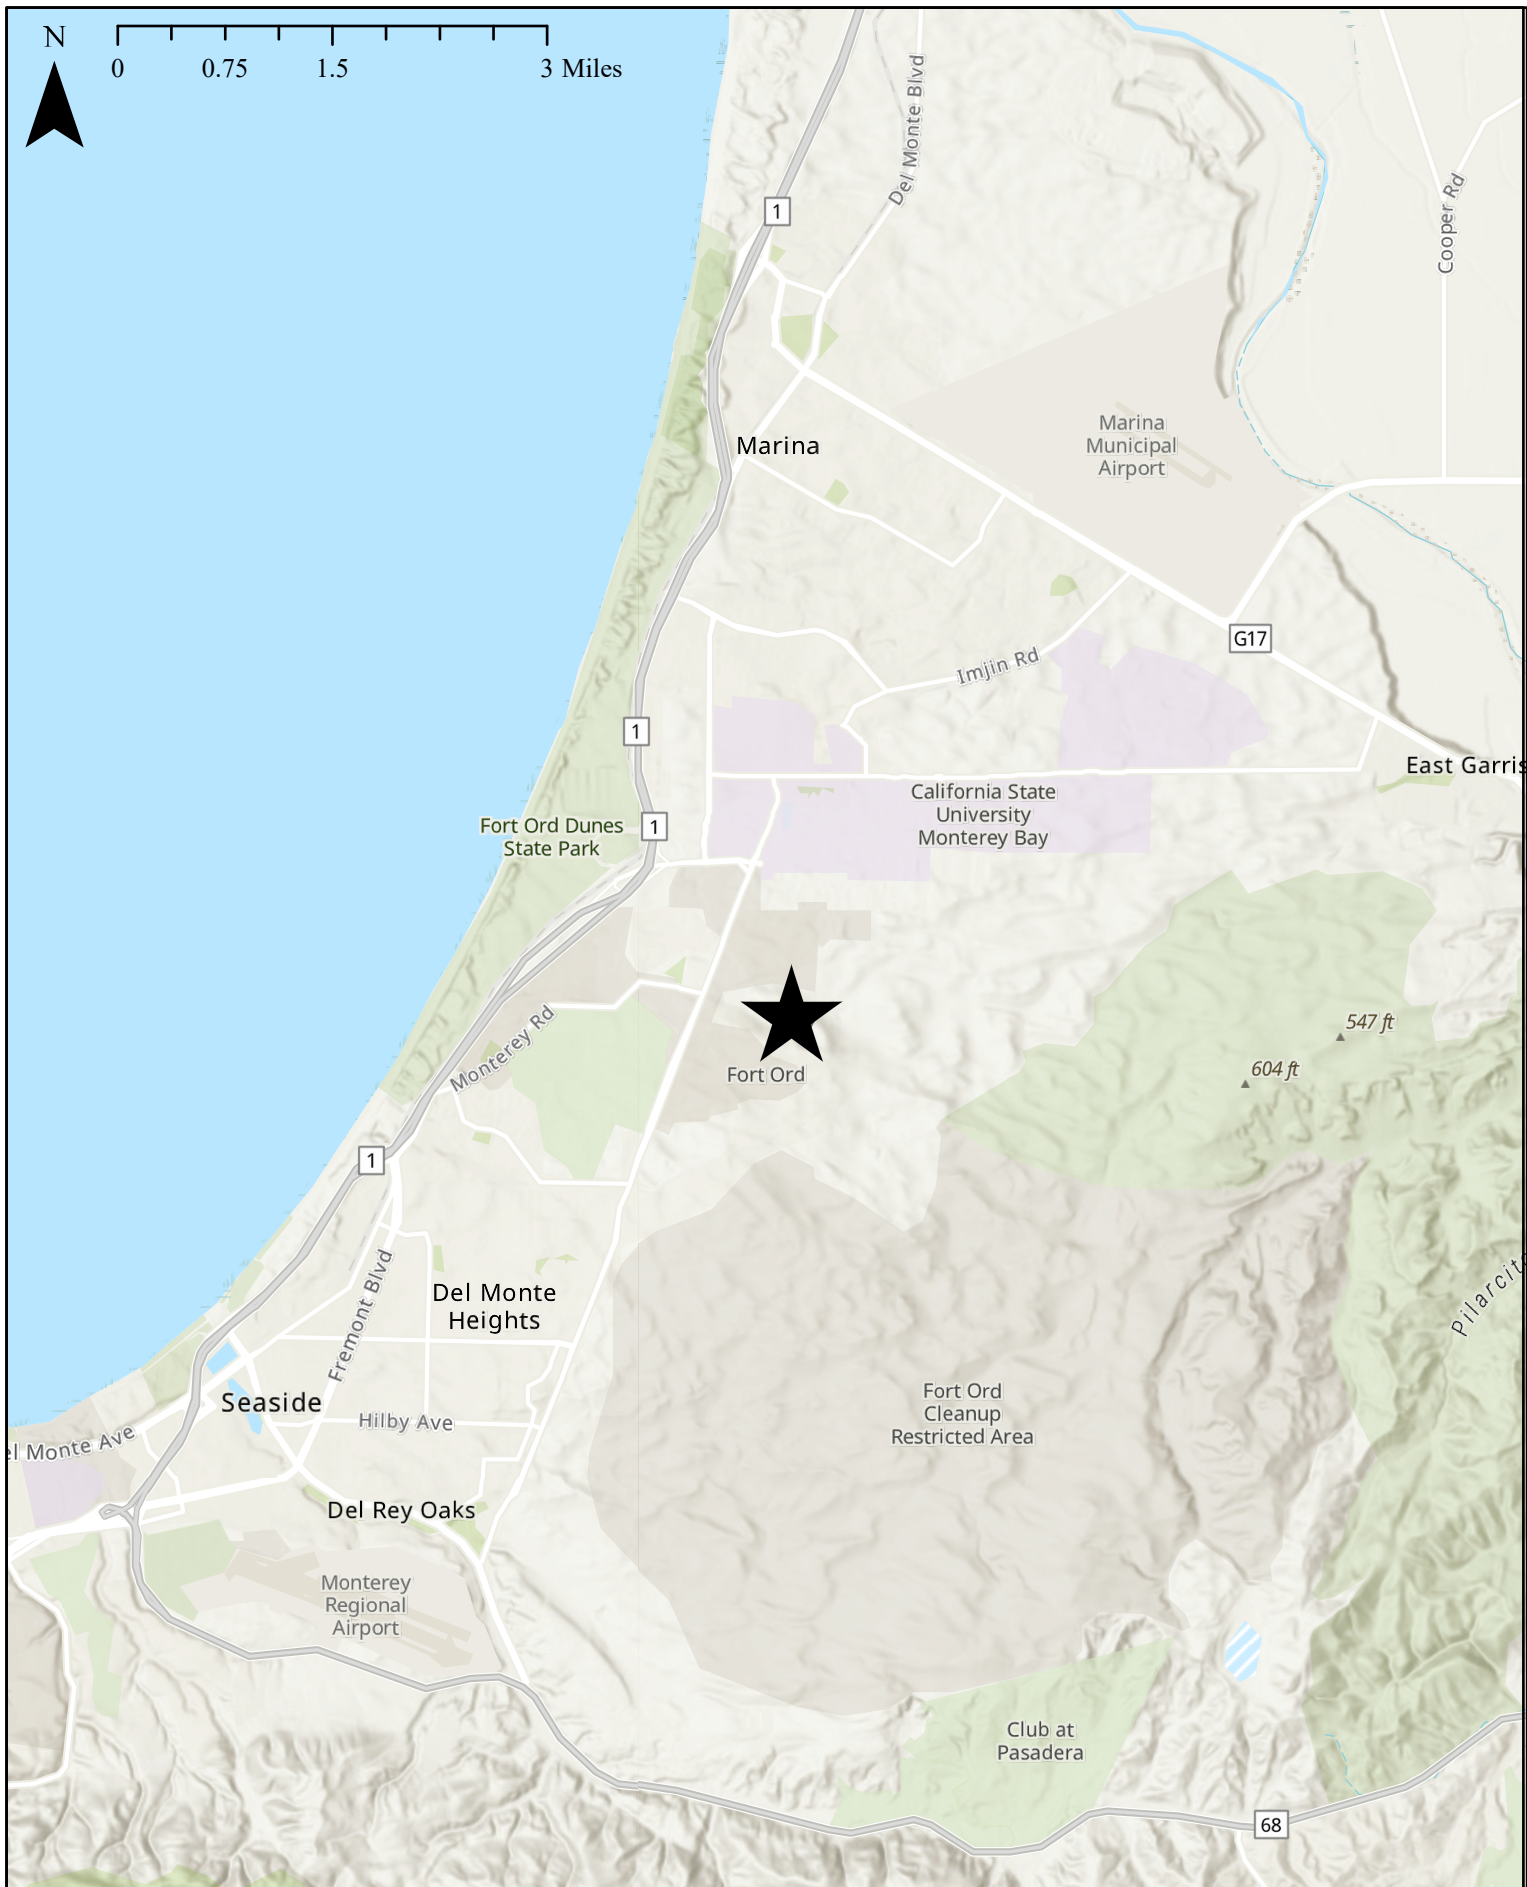 N
0 0.75 1.5 3 Miles
Del Monte Blvd
Cooper Rd
1
Marina
Municipal
Airport
Marina
G17
Imjin Rd
1
East Garris
California State
University
Monterey Bay
Fort Ord Dunes
State Park
1
547 ft
Monterey Rd
604 ft
Fort Ord
1
Pilarcit
Fremont Blvd
Del Monte
Heights
Seaside
Hilby Ave
Fort Ord
Cleanup
Restricted Area
el Monte Ave
Del Rey Oaks
Monterey
Regional
Airport
Club at
Pasadera
68